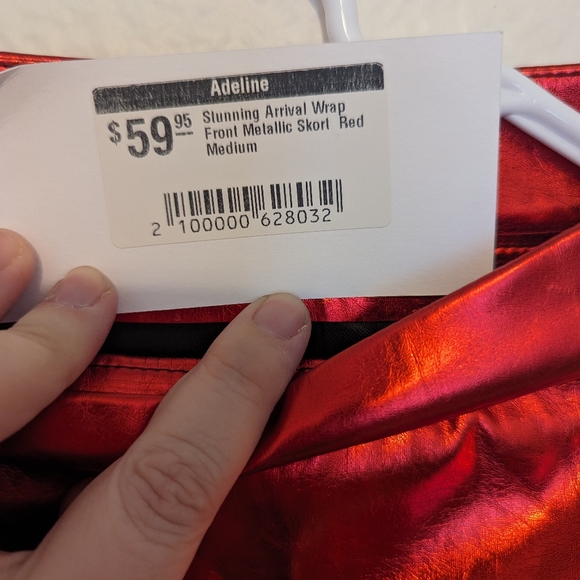 Adeline
$59.95 Stunning Arrival Wrap
Front Metallic Skort Red
Medium
2 100000 628032